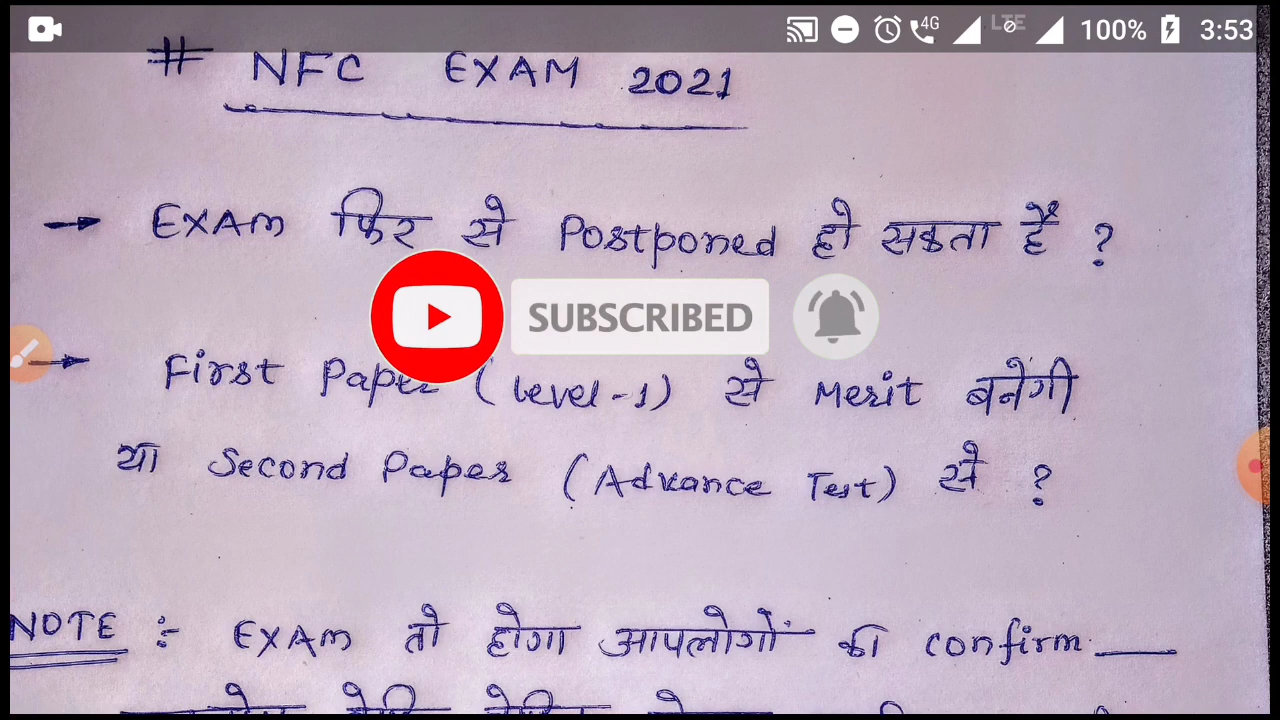 4G LTE 100% 3:53
# NFC EXAM 2021
→ EXAM फिर से Postponed हो सकता है ?
SUBSCRIBED
→ First Paper (Level-1) से Merit बनेगी
या Second Paper (Advance Test) से ?
NOTE :- EXAM तो होगा आपलोगों की confirm